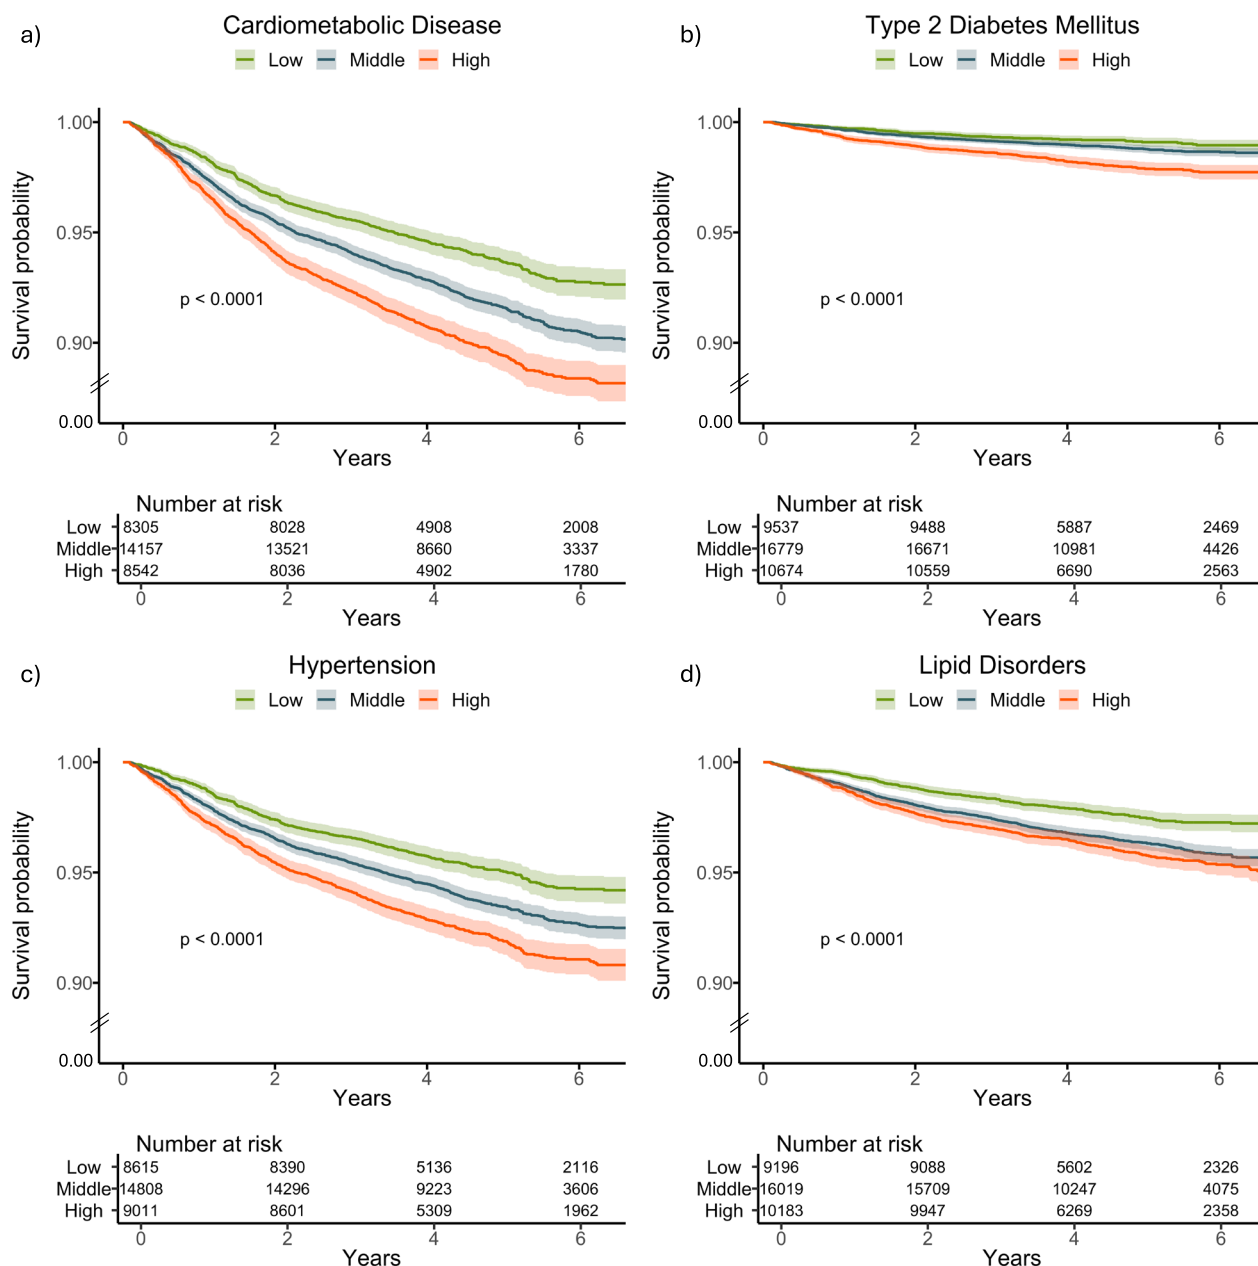 a)
Cardiometabolic Disease
Low Middle High
Survival probability
1.00
0.95
0.90
0.00
p < 0.0001
0 2 4 6
Years
Number at risk
Low 8305 8028 4908 2008
Middle 14157 13521 8660 3337
High 8542 8036 4902 1780
0 2 4 6
Years
b)
Type 2 Diabetes Mellitus
Low Middle High
Survival probability
1.00
0.95
0.90
0.00
p < 0.0001
0 2 4 6
Years
Number at risk
Low 9537 9488 5887 2469
Middle 16779 16671 10981 4426
High 10674 10559 6690 2563
0 2 4 6
Years
c)
Hypertension
Low Middle High
Survival probability
1.00
0.95
0.90
0.00
p < 0.0001
0 2 4 6
Years
Number at risk
Low 8615 8390 5136 2116
Middle 14808 14296 9223 3606
High 9011 8601 5309 1962
0 2 4 6
Years
d)
Lipid Disorders
Low Middle High
Survival probability
1.00
0.95
0.90
0.00
p < 0.0001
0 2 4 6
Years
Number at risk
Low 9196 9088 5602 2326
Middle 16019 15709 10247 4075
High 10183 9947 6269 2358
0 2 4 6
Years